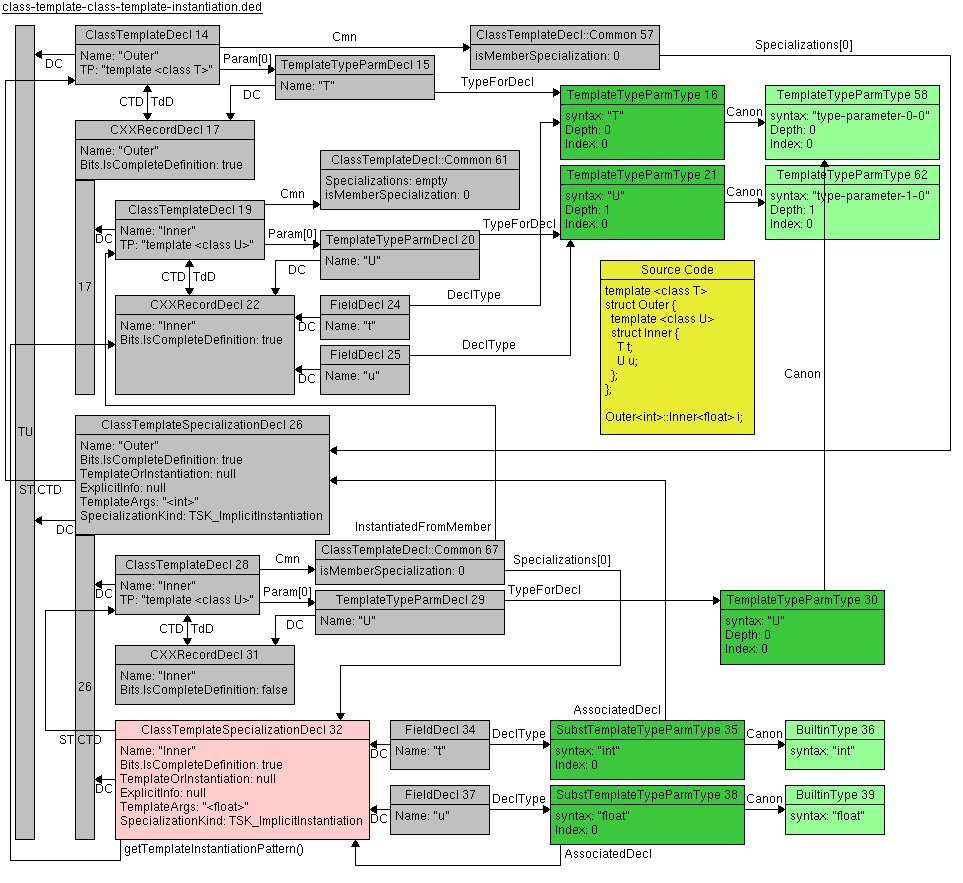 class-template-class-template-instantiation.ded
ClassTemplateDecl 14
Name: "Outer"
TP: "template <class T>"
Cmn
ClassTemplateDecl::Common 57
isMemberSpecialization: 0
Specializations[0]
DC
Param[0]
TemplateTypeParmDecl 15
Name: "T"
TypeForDecl
CTD
TdD
DC
TemplateTypeParmType 16
syntax: "T"
Depth: 0
Index: 0
Canon
TemplateTypeParmType 58
syntax: "type-parameter-0-0"
Depth: 0
Index: 0
CXXRecordDecl 17
Name: "Outer"
Bits.IsCompleteDefinition: true
ClassTemplateDecl::Common 61
Specializations: empty
isMemberSpecialization: 0
TemplateTypeParmType 21
syntax: "U"
Depth: 1
Index: 0
Canon
TemplateTypeParmType 62
syntax: "type-parameter-1-0"
Depth: 1
Index: 0
ClassTemplateDecl 19
Name: "Inner"
TP: "template <class U>"
Cmn
DC
Param[0]
TemplateTypeParmDecl 20
Name: "U"
TypeForDecl
CTD
TdD
DC
17
CXXRecordDecl 22
Name: "Inner"
Bits.IsCompleteDefinition: true
DC
FieldDecl 24
Name: "t"
DeclType
DC
FieldDecl 25
Name: "u"
DeclType
Source Code
template <class T>
struct Outer {
template <class U>
struct Inner {
T t;
U u;
};
};
Outer<int>::Inner<float> i;
Canon
TU
ClassTemplateSpecializationDecl 26
Name: "Outer"
Bits.IsCompleteDefinition: true
TemplateOrInstantiation: null
ExplicitInfo: null
TemplateArgs: "<int>"
SpecializationKind: TSK_ImplicitInstantiation
ST.CTD
DC
InstantiatedFromMember
ClassTemplateDecl 28
Name: "Inner"
TP: "template <class U>"
Cmn
ClassTemplateDecl::Common 67
isMemberSpecialization: 0
Specializations[0]
DC
Param[0]
TemplateTypeParmDecl 29
Name: "U"
TypeForDecl
TemplateTypeParmType 30
syntax: "U"
Depth: 0
Index: 0
CTD
TdD
DC
CXXRecordDecl 31
Name: "Inner"
Bits.IsCompleteDefinition: false
26
ST.CTD
DC
ClassTemplateSpecializationDecl 32
Name: "Inner"
Bits.IsCompleteDefinition: true
TemplateOrInstantiation: null
ExplicitInfo: null
TemplateArgs: "<float>"
SpecializationKind: TSK_ImplicitInstantiation
getTemplateInstantiationPattern()
DC
FieldDecl 34
Name: "t"
DeclType
AssociatedDecl
SubstTemplateTypeParmType 35
syntax: "int"
Index: 0
Canon
BuiltinType 36
syntax: "int"
DC
FieldDecl 37
Name: "u"
DeclType
SubstTemplateTypeParmType 38
syntax: "float"
Index: 0
Canon
BuiltinType 39
syntax: "float"
AssociatedDecl